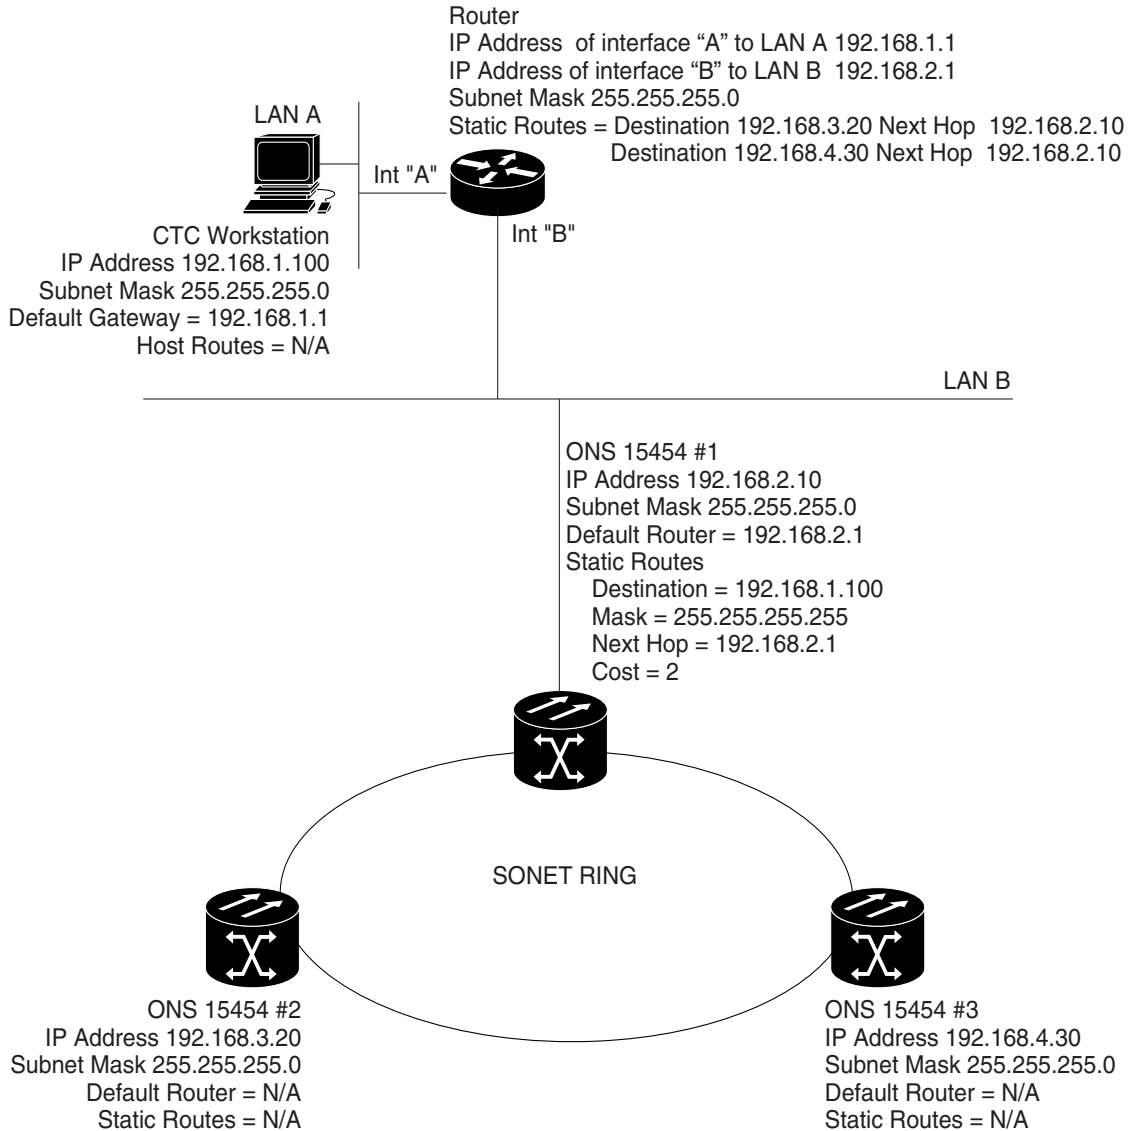 Router
IP Address of interface “A” to LAN A 192.168.1.1
IP Address of interface “B” to LAN B 192.168.2.1
Subnet Mask 255.255.255.0
Static Routes = Destination 192.168.3.20 Next Hop 192.168.2.10
Destination 192.168.4.30 Next Hop 192.168.2.10
LAN A
Int "A"
Int "B"
CTC Workstation
IP Address 192.168.1.100
Subnet Mask 255.255.255.0
Default Gateway = 192.168.1.1
Host Routes = N/A
LAN B
ONS 15454 #1
IP Address 192.168.2.10
Subnet Mask 255.255.255.0
Default Router = 192.168.2.1
Static Routes
Destination = 192.168.1.100
Mask = 255.255.255.255
Next Hop = 192.168.2.1
Cost = 2
SONET RING
ONS 15454 #2
IP Address 192.168.3.20
Subnet Mask 255.255.255.0
Default Router = N/A
Static Routes = N/A
ONS 15454 #3
IP Address 192.168.4.30
Subnet Mask 255.255.255.0
Default Router = N/A
Static Routes = N/A